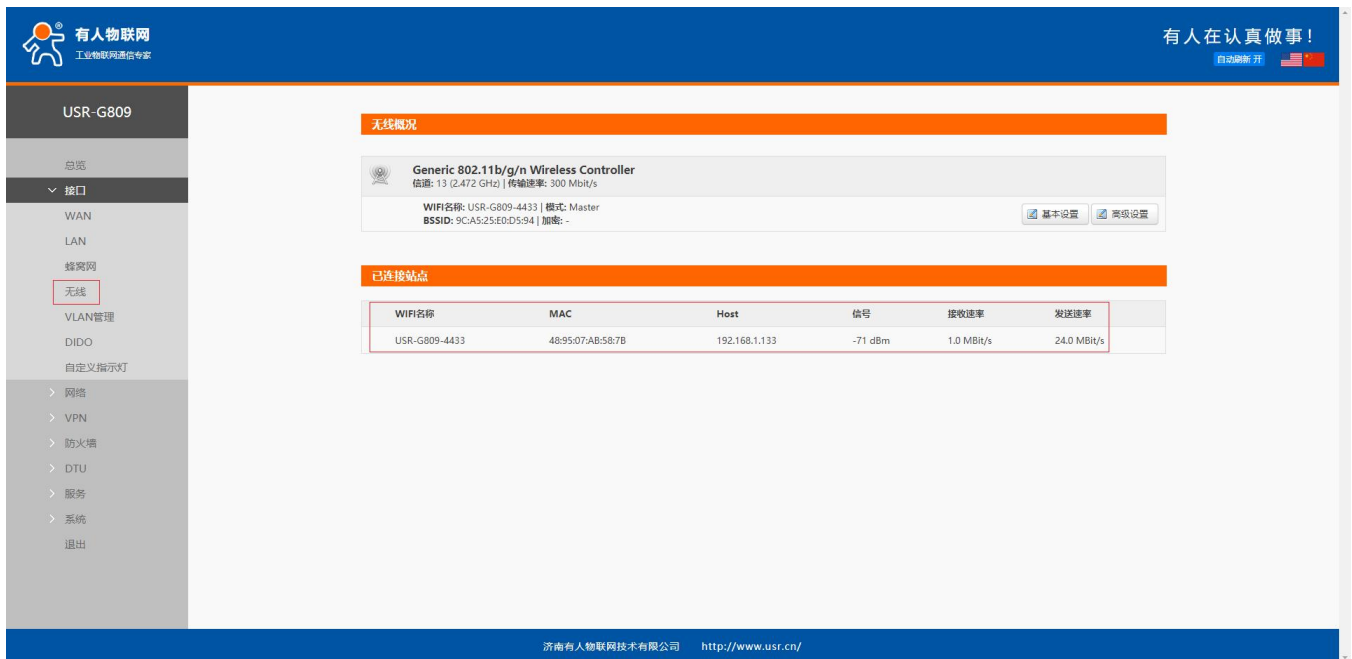 有人物联网
工业物联网通信专家
有人在认真做事！
自动刷新 开
USR-G809
总览
接口
WAN
LAN
蜂窝网
无线
VLAN管理
DIDO
自定义指示灯
网络
VPN
防火墙
DTU
服务
系统
退出
无线概况
Generic 802.11b/g/n Wireless Controller
信道: 13 (2.472 GHz) | 传输速率: 300 Mbit/s
WIFI名称: USR-G809-4433 | 模式: Master
BSSID: 9C:A5:25:E0:D5:94 | 加密: -
基本设置 高级设置
已连接站点
WIFI名称 MAC Host 信号 接收速率 发送速率
USR-G809-4433 48:95:07:AB:58:7B 192.168.1.133 -71 dBm 1.0 MBit/s 24.0 MBit/s
济南有人物联网技术有限公司 http://www.usr.cn/